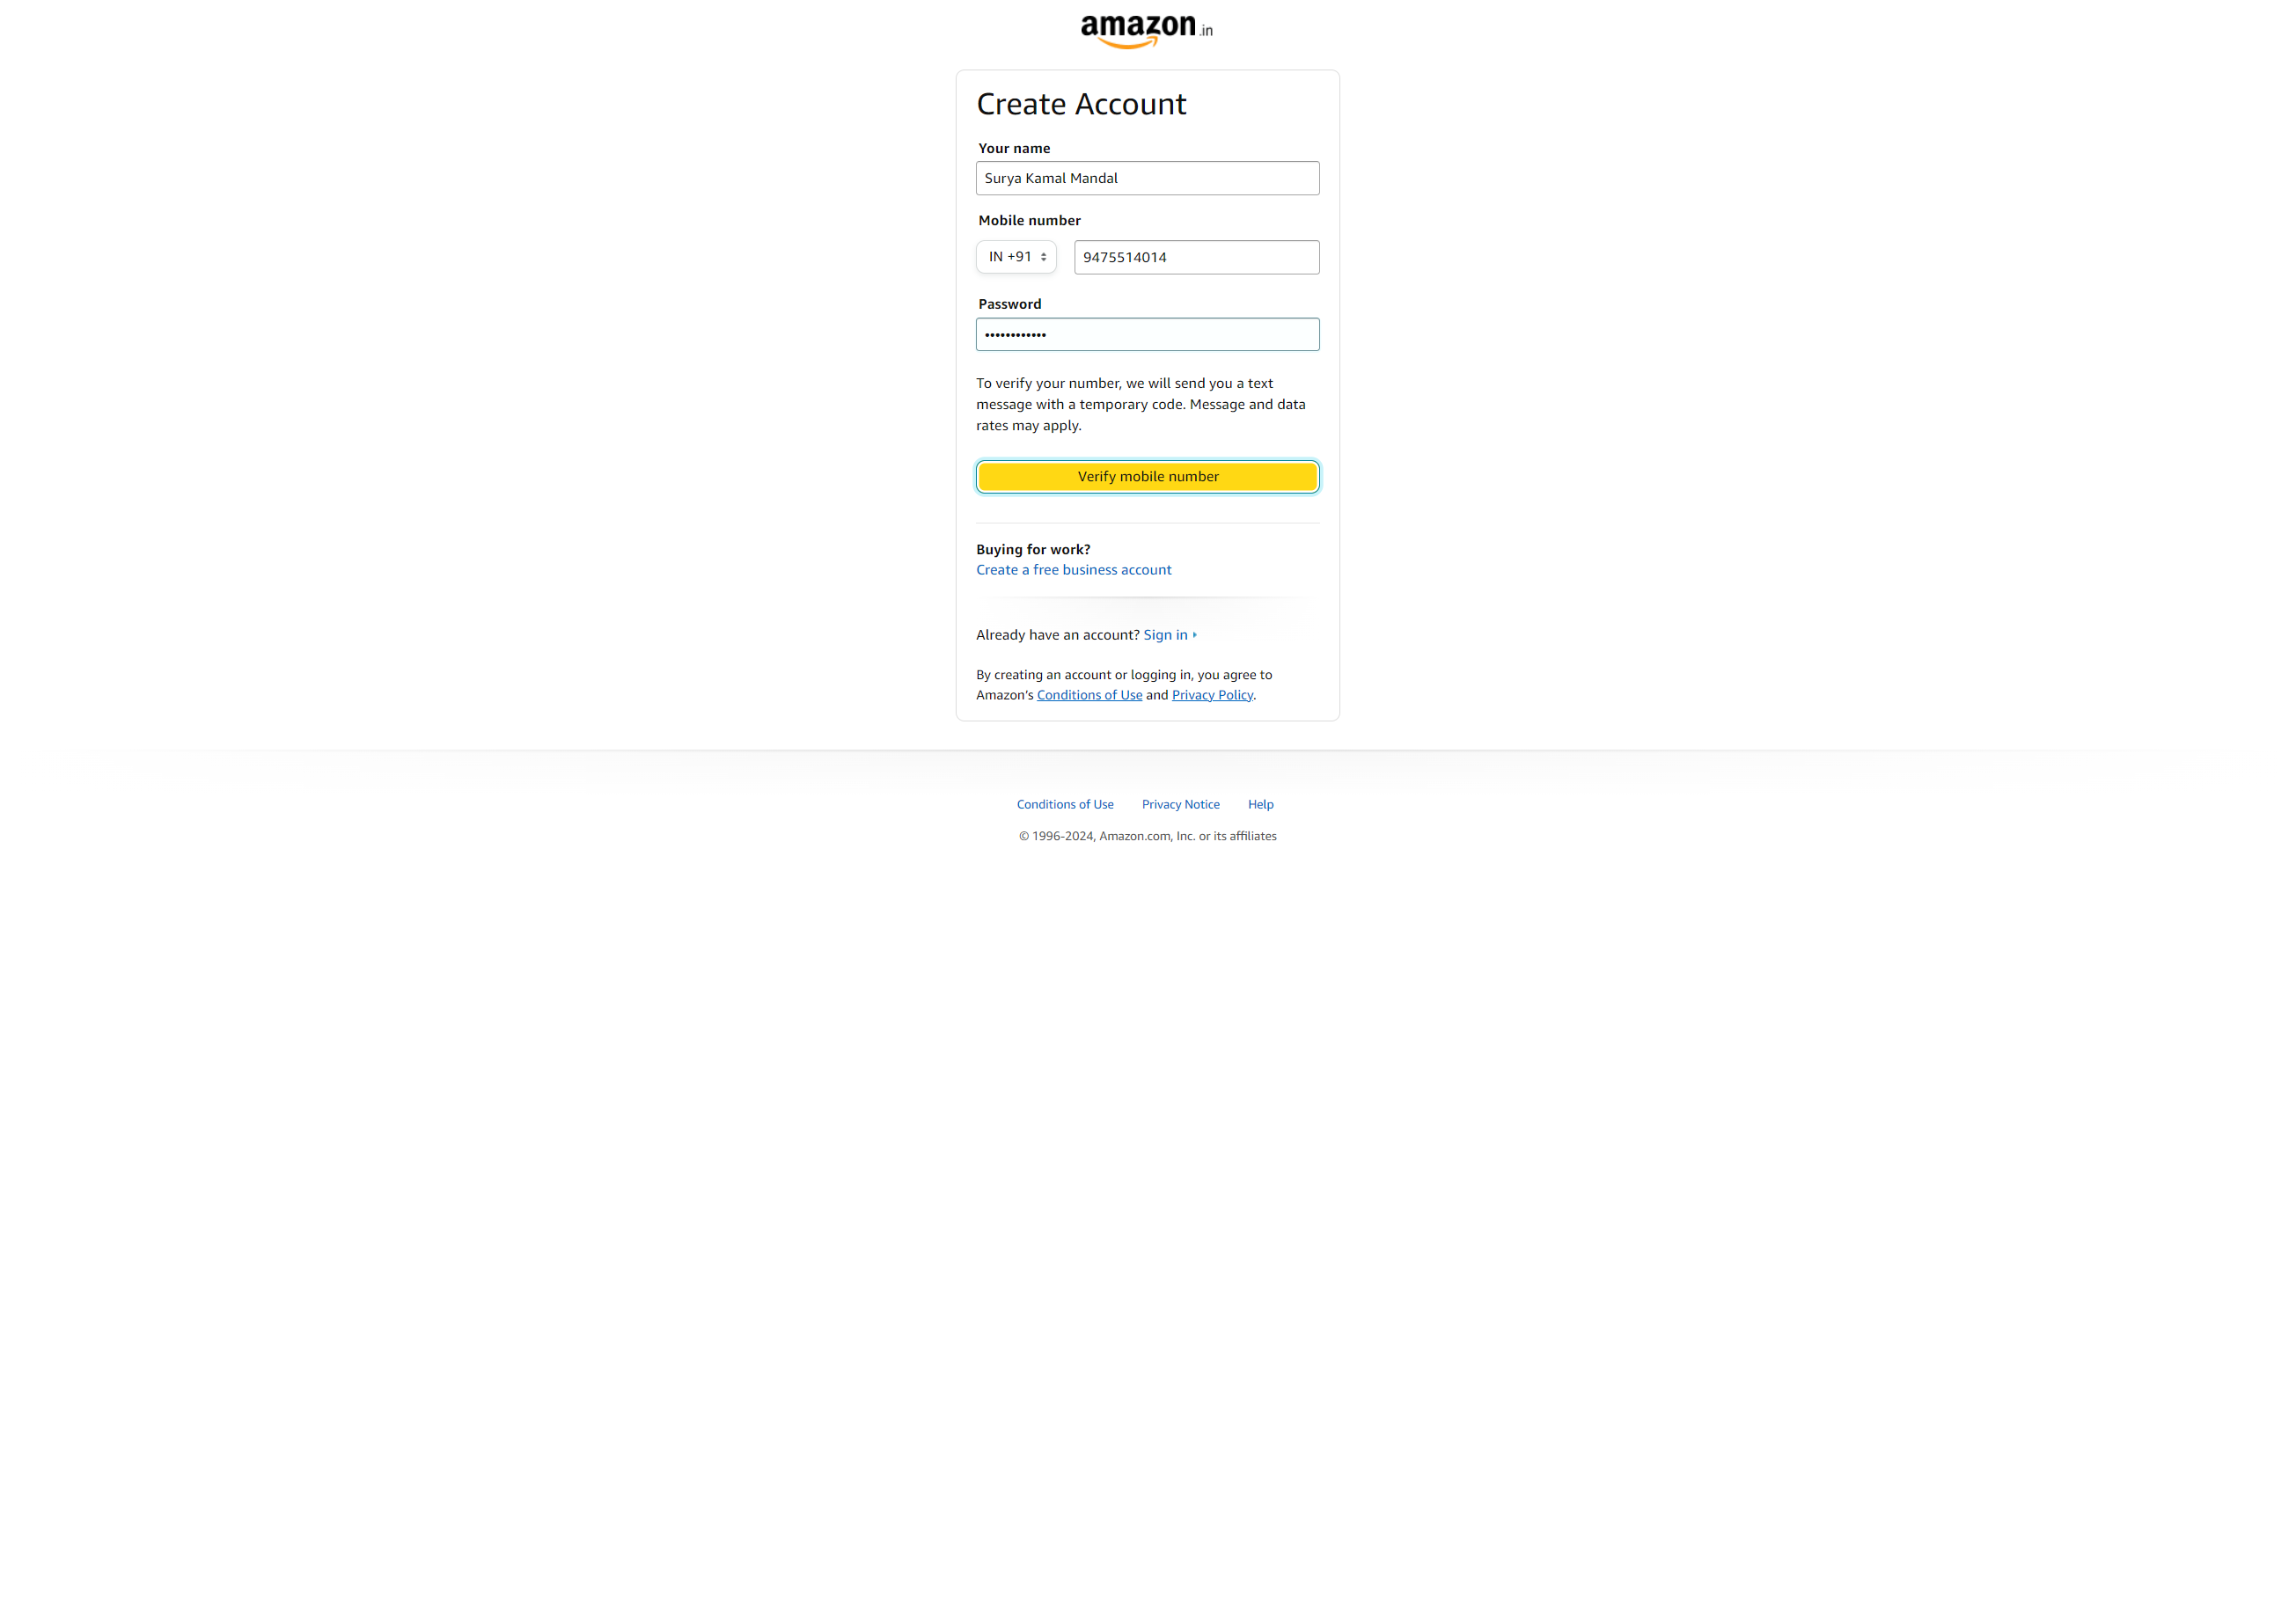 amazon.in
Create Account
Your name
Surya Kamal Mandal
Mobile number
IN +91 9475514014
Password
••••••••••••
To verify your number, we will send you a text
message with a temporary code. Message and data
rates may apply.
Verify mobile number
Buying for work?
Create a free business account
Already have an account? Sign in
By creating an account or logging in, you agree to
Amazon's Conditions of Use and Privacy Policy.
Conditions of Use Privacy Notice Help
© 1996-2024, Amazon.com, Inc. or its affiliates